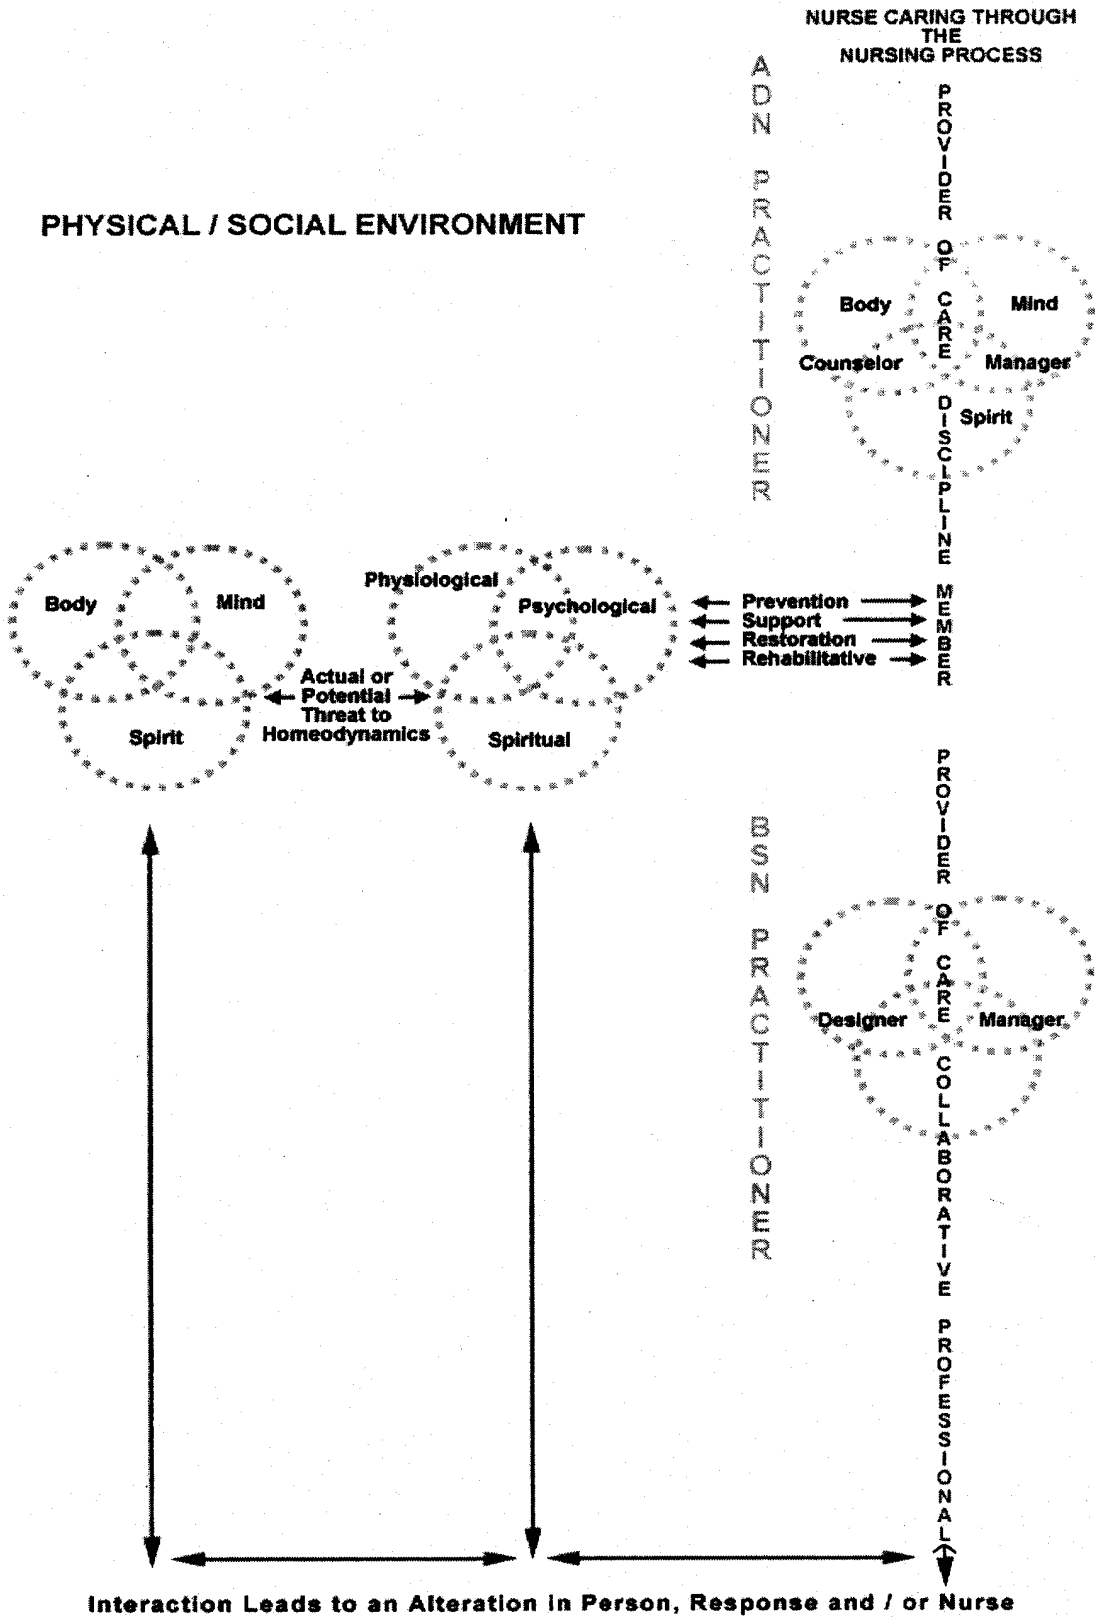 NURSE CARING THROUGH
THE
NURSING PROCESS
ADN PRACTITIONER
PROVIDER OF CARE DISCIPLINE MEMBER
PHYSICAL / SOCIAL ENVIRONMENT
Body
Mind
Counselor
Manager
Spirit
Body
Mind
Spirit
Actual or
Potential
Threat to
Homeodynamics
Physiological
Psychological
Spiritual
Prevention
Support
Restoration
Rehabilitative
BSN PRACTITIONER
PROVIDER OF CARE COLLABORATIVE PROFESSIONAL
Designer
Manager
Interaction Leads to an Alteration in Person, Response and / or Nurse